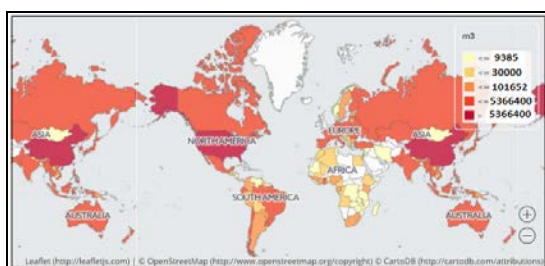 m3
<= 9385
<= 30000
<= 101652
<= 5366400
> 5366400
ASIA
NORTH AMERICA
EUROPE
ASIA
AFRICA
SOUTH AMERICA
AUSTRALIA
AUSTRALIA
+
−
Leaflet (http://leafletjs.com) | © OpenStreetMap (http://www.openstreetmap.org/copyright) © CartoDB (http://cartodb.com/attributions)